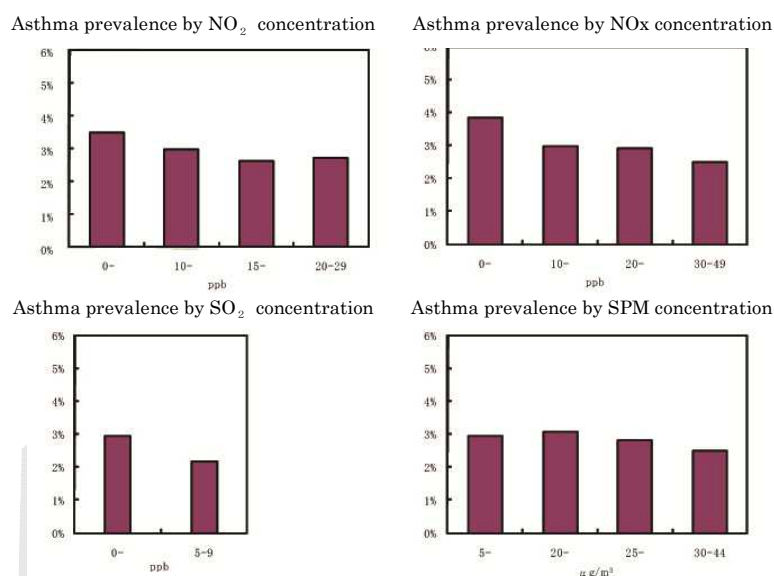 Asthma prevalence by NO₂ concentration
6%
5%
4%
3%
2%
1%
0%
0- 10- 15- 20-29
ppb
Asthma prevalence by NOx concentration
6%
5%
4%
3%
2%
1%
0%
0- 10- 20- 30-49
ppb
Asthma prevalence by SO₂ concentration
6%
5%
4%
3%
2%
1%
0%
0- 5-9
ppb
Asthma prevalence by SPM concentration
6%
5%
4%
3%
2%
1%
0%
5- 20- 25- 30-44
μg/m³